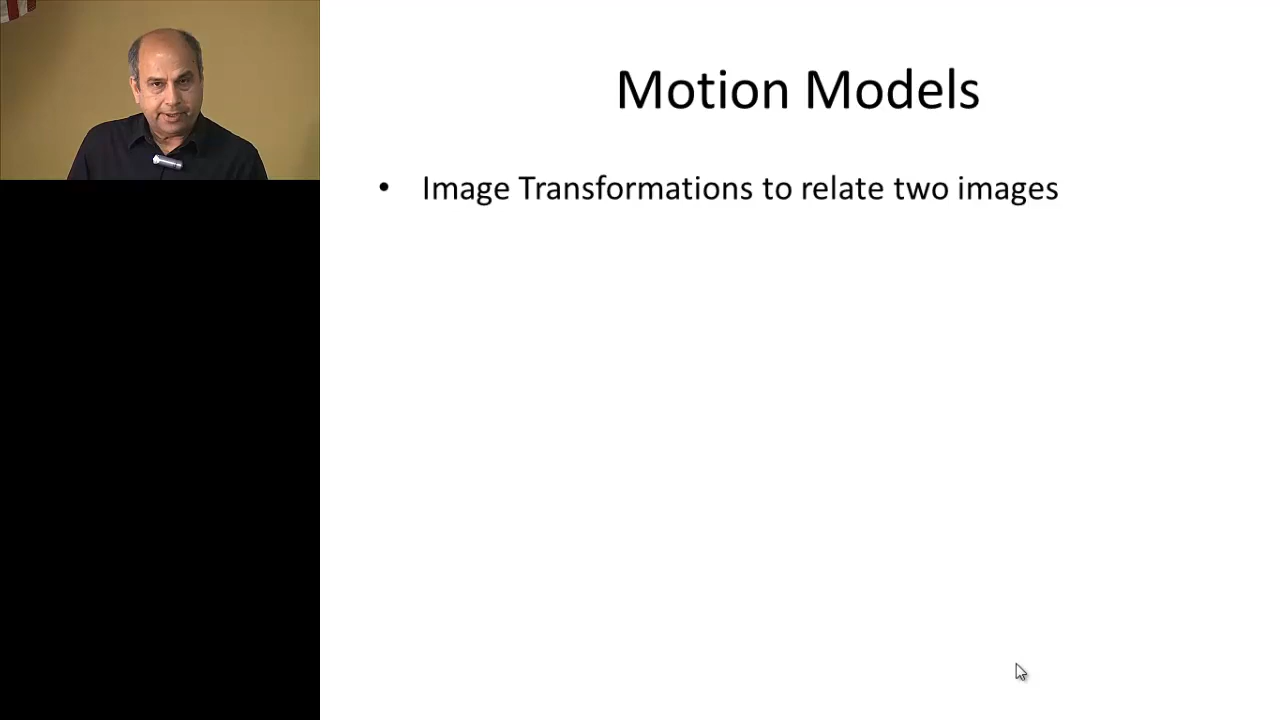 Motion Models
• Image Transformations to relate two images